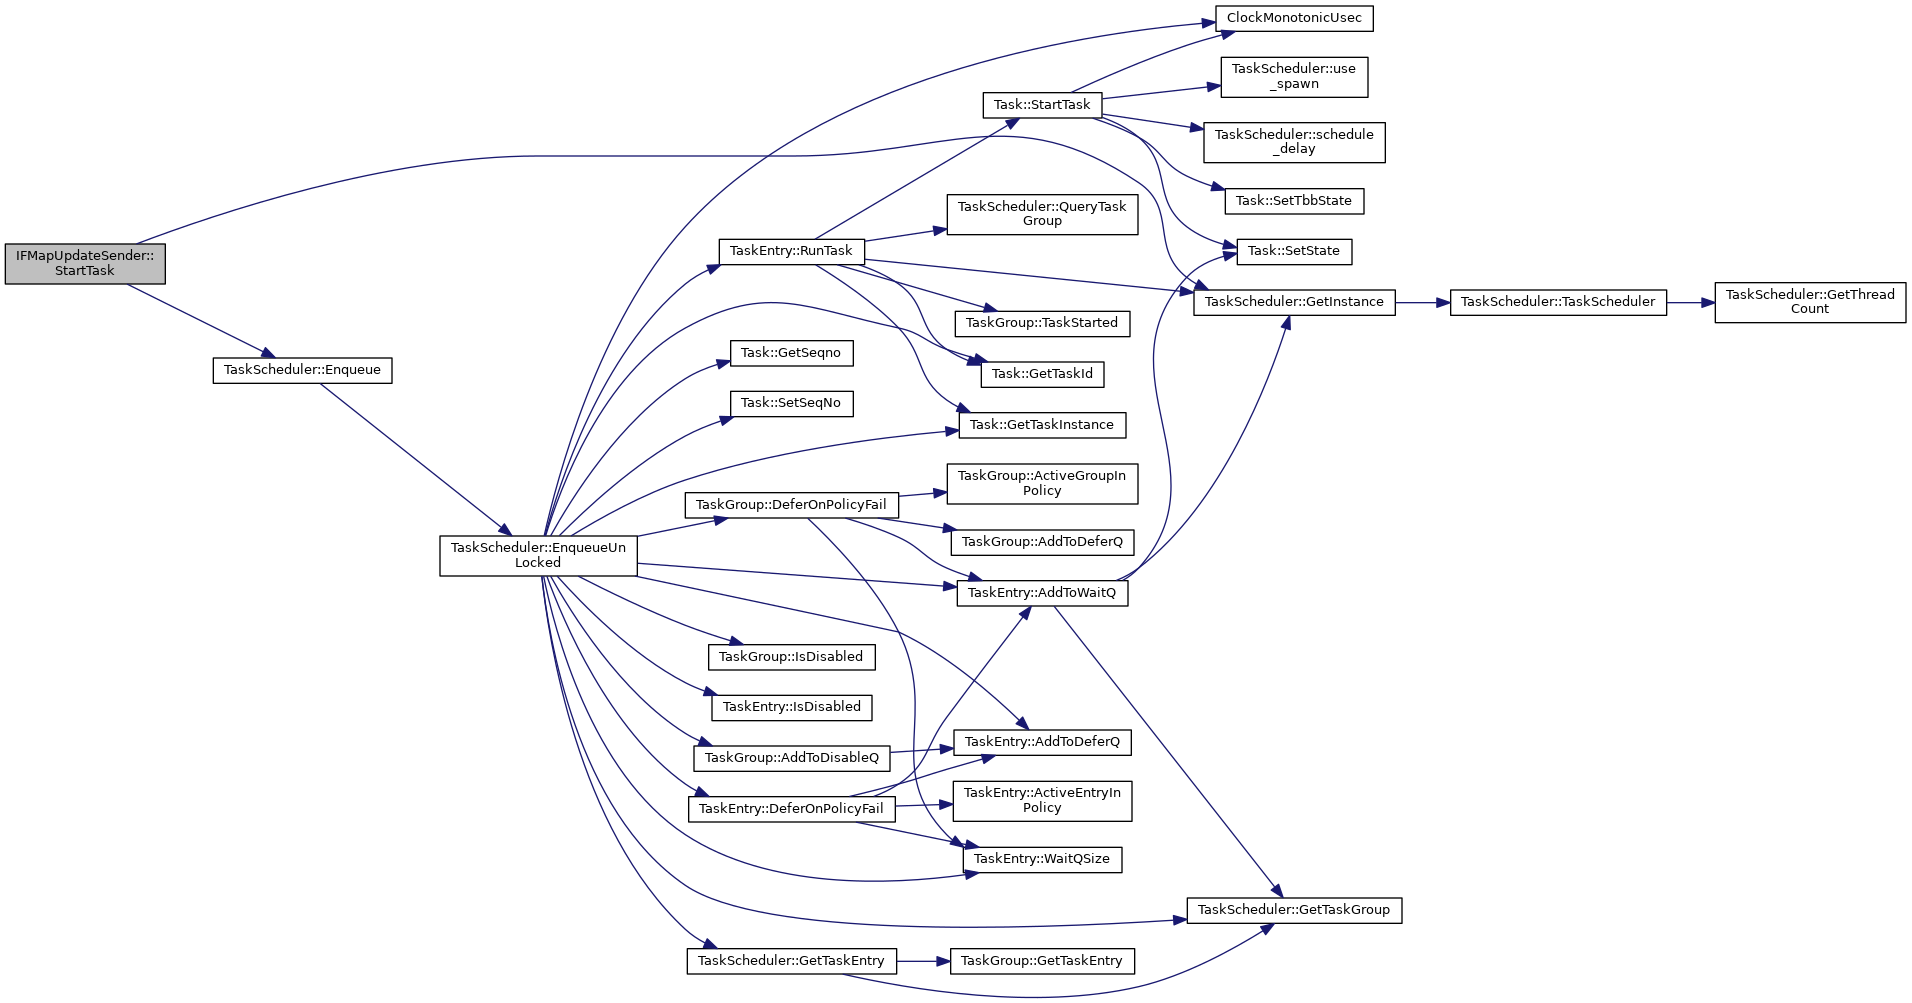 ClockMonotonicUsec
TaskScheduler::use
_spawn
Task::StartTask
TaskScheduler::schedule
_delay
Task::SetTbbState
TaskScheduler::QueryTask
Group
IFMapUpdateSender::
StartTask
TaskEntry::RunTask
Task::SetState
TaskScheduler::GetInstance
TaskScheduler::TaskScheduler
TaskScheduler::GetThread
Count
TaskGroup::TaskStarted
Task::GetSeqno
TaskScheduler::Enqueue
Task::GetTaskId
Task::SetSeqNo
Task::GetTaskInstance
TaskGroup::ActiveGroupIn
Policy
TaskGroup::DeferOnPolicyFail
TaskGroup::AddToDeferQ
TaskScheduler::EnqueueUn
Locked
TaskEntry::AddToWaitQ
TaskGroup::IsDisabled
TaskEntry::IsDisabled
TaskEntry::AddToDeferQ
TaskGroup::AddToDisableQ
TaskEntry::ActiveEntryIn
Policy
TaskEntry::DeferOnPolicyFail
TaskEntry::WaitQSize
TaskScheduler::GetTaskGroup
TaskScheduler::GetTaskEntry
TaskGroup::GetTaskEntry